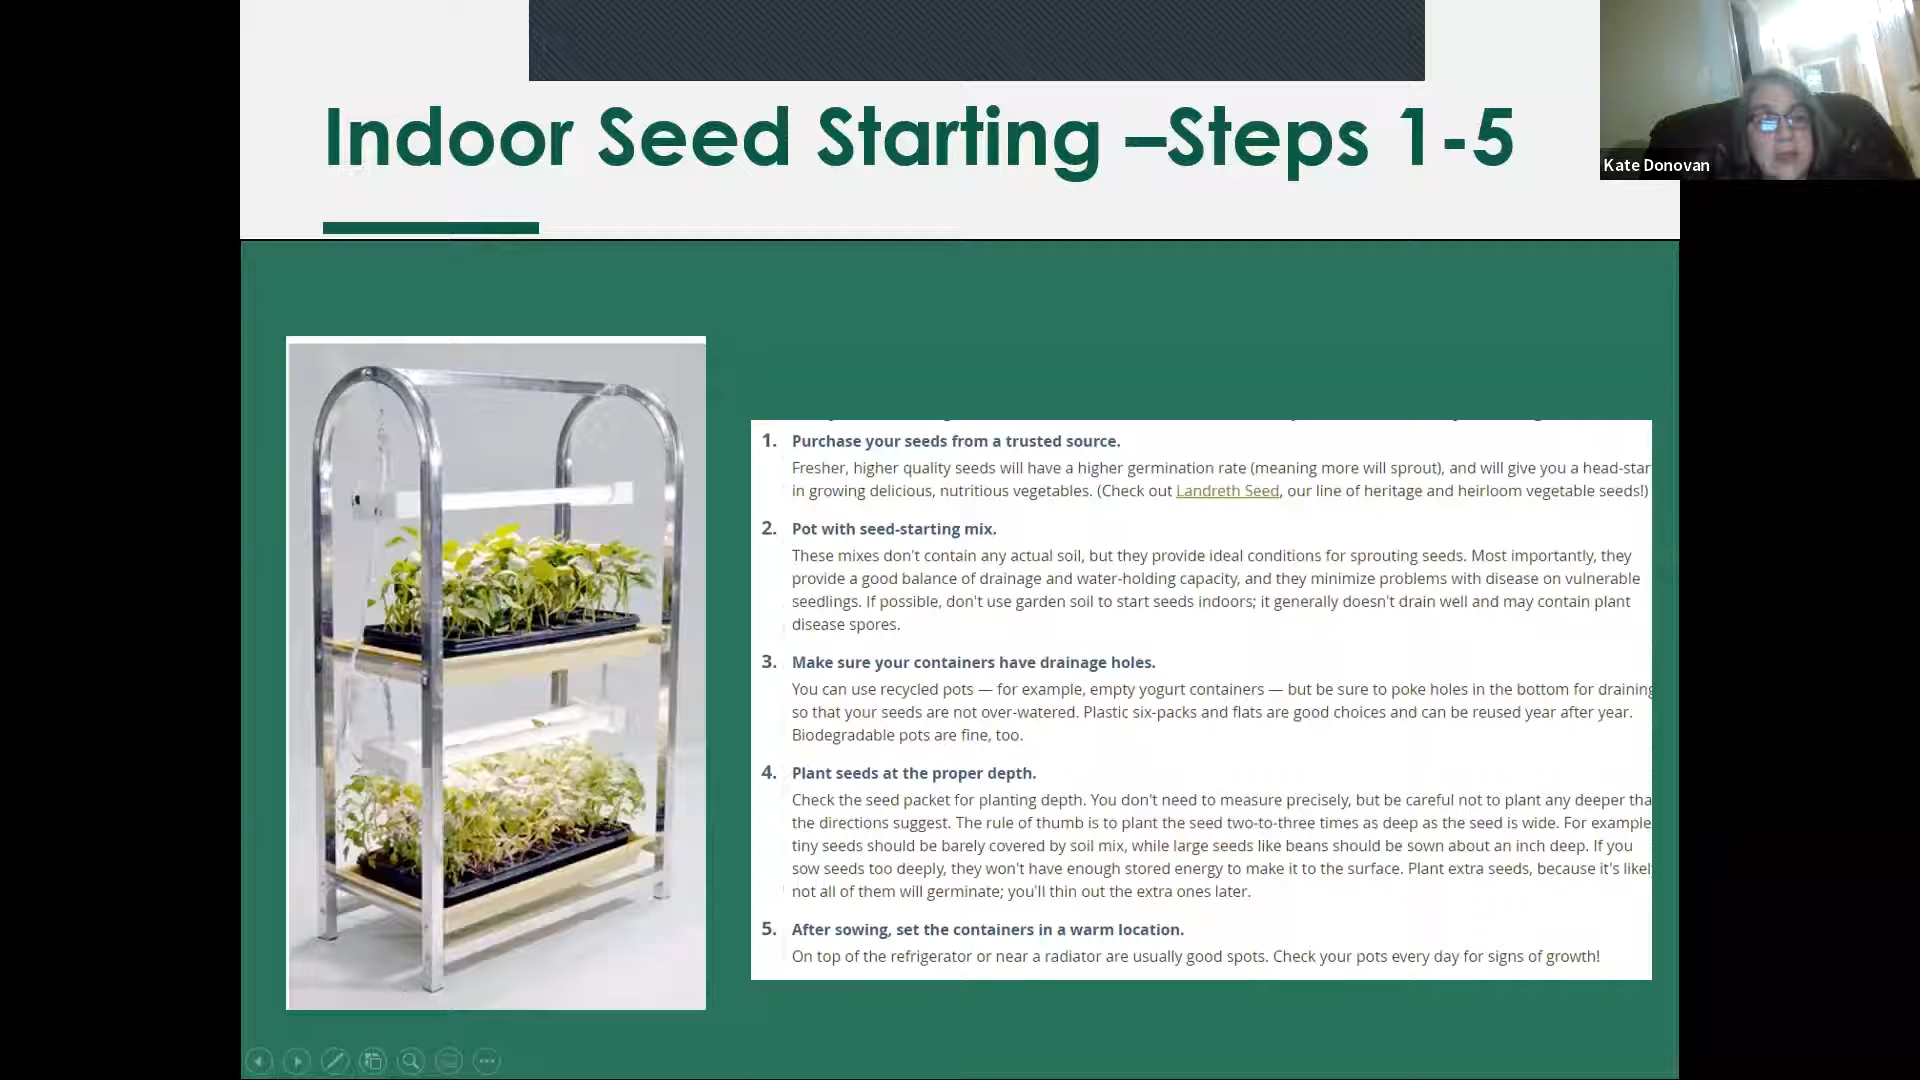 Indoor Seed Starting –Steps 1-5
Kate Donovan
1. Purchase your seeds from a trusted source.
Fresher, higher quality seeds will have a higher germination rate (meaning more will sprout), and will give you a head-star
in growing delicious, nutritious vegetables. (Check out Landreth Seed, our line of heritage and heirloom vegetable seeds!)
2. Pot with seed-starting mix.
These mixes don't contain any actual soil, but they provide ideal conditions for sprouting seeds. Most importantly, they
provide a good balance of drainage and water-holding capacity, and they minimize problems with disease on vulnerable
seedlings. If possible, don't use garden soil to start seeds indoors; it generally doesn't drain well and may contain plant
disease spores.
3. Make sure your containers have drainage holes.
You can use recycled pots — for example, empty yogurt containers — but be sure to poke holes in the bottom for draining
so that your seeds are not over-watered. Plastic six-packs and flats are good choices and can be reused year after year.
Biodegradable pots are fine, too.
4. Plant seeds at the proper depth.
Check the seed packet for planting depth. You don't need to measure precisely, but be careful not to plant any deeper tha
the directions suggest. The rule of thumb is to plant the seed two-to-three times as deep as the seed is wide. For example
tiny seeds should be barely covered by soil mix, while large seeds like beans should be sown about an inch deep. If you
sow seeds too deeply, they won't have enough stored energy to make it to the surface. Plant extra seeds, because it's likel
not all of them will germinate; you'll thin out the extra ones later.
5. After sowing, set the containers in a warm location.
On top of the refrigerator or near a radiator are usually good spots. Check your pots every day for signs of growth!